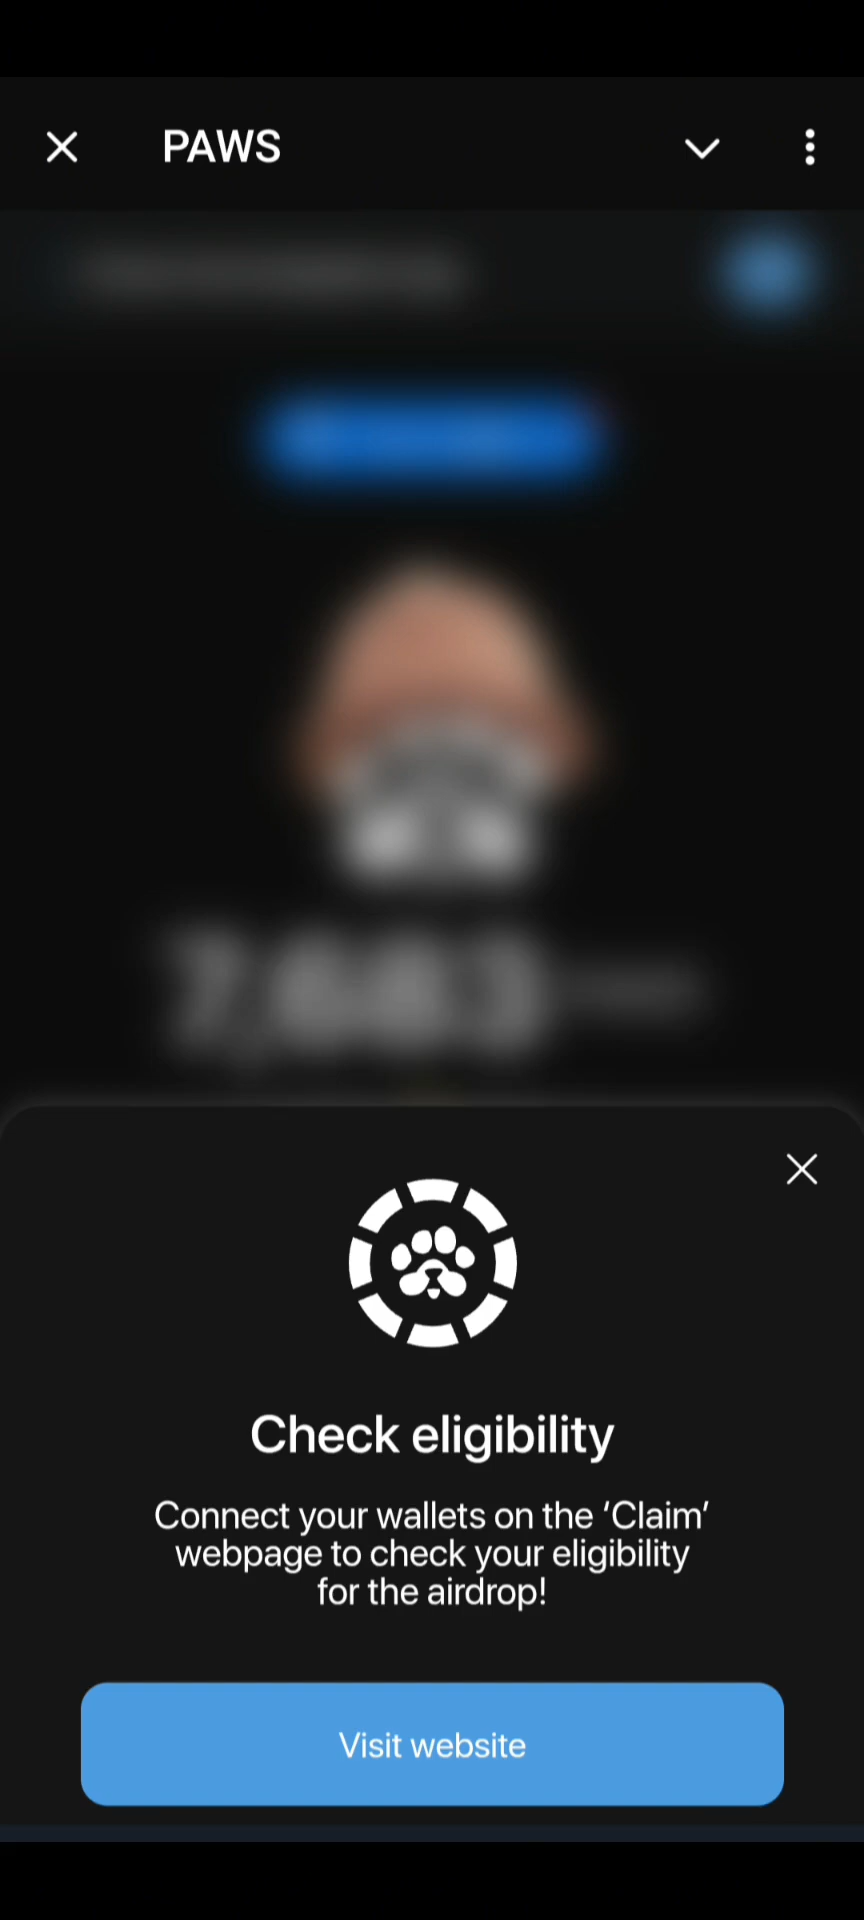 PAWS
Check eligibility
Connect your wallets on the ‘Claim’
webpage to check your eligibility
for the airdrop!
Visit website